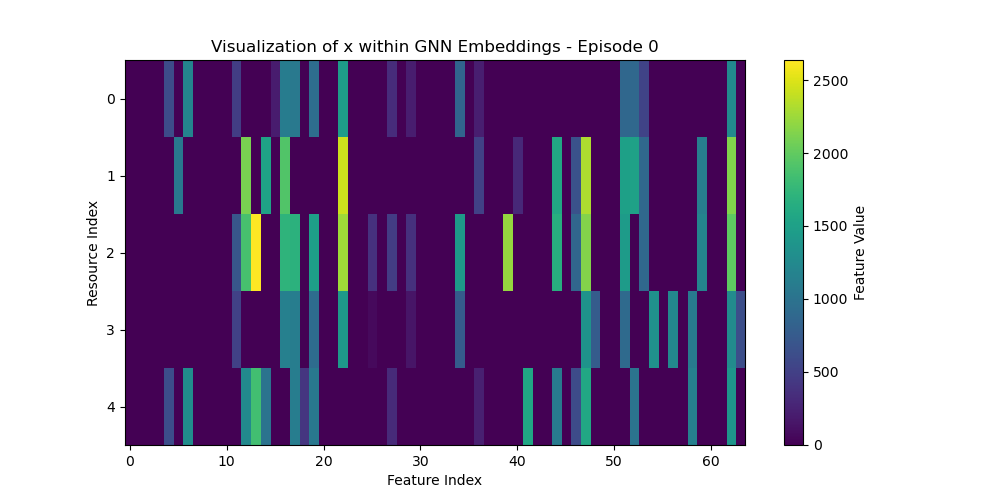 Visualization of x within GNN Embeddings - Episode 0
Resource Index
0
1
2
3
4
0 10 20 30 40 50 60
Feature Index
2500
2000
1500
1000
500
0
Feature Value